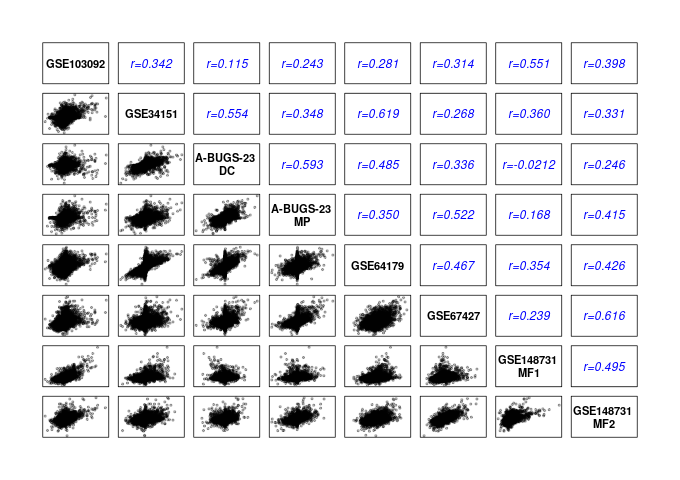 GSE103092 r=0.342 r=0.115 r=0.243 r=0.281 r=0.314 r=0.551 r=0.398
GSE34151 r=0.554 r=0.348 r=0.619 r=0.268 r=0.360 r=0.331
A-BUGS-23
DC r=0.593 r=0.485 r=0.336 r=-0.0212 r=0.246
A-BUGS-23
MP r=0.350 r=0.522 r=0.168 r=0.415
GSE64179 r=0.467 r=0.354 r=0.426
GSE67427 r=0.239 r=0.616
GSE148731
MF1 r=0.495
GSE148731
MF2